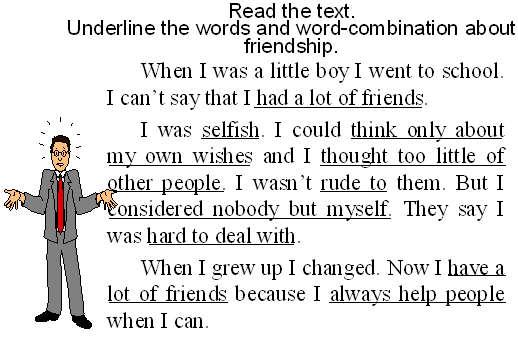 Read the text.
Underline the words and word-combination about
friendship.
When I was a little boy I went to school.
I can't say that I had a lot of friends.
I was selfish. I could think only about
my own wishes and I thought too little of
other people. I wasn't rude to them. But I
considered nobody but myself. They say I
was hard to deal with.
When I grew up I changed. Now I have a
lot of friends because I always help people
when I can.